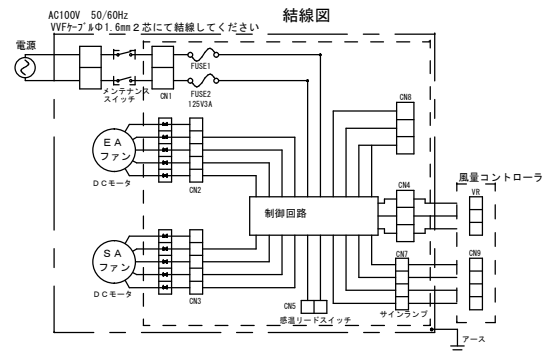 結線図
AC100V 50/60Hz
VVFケーブルΦ1.6mm２芯にて結線してください
電源
メンテナンス
スイッチ
CN1
FUSE1
FUSE2
125V3A
CN8
EA
ファン
DCモータ
CN2
風量コントローラ
VR
CN4
制御回路
SA
ファン
DCモータ
CN3
CN7
CN9
CN5
感温リードスイッチ
サインランプ
アース